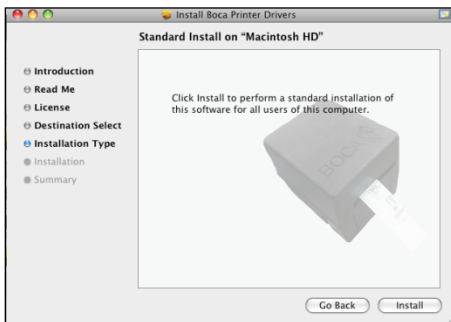 Install Boca Printer Drivers
Standard Install on “Macintosh HD”
Introduction
Read Me
License
Destination Select
Installation Type
Installation
Summary
Click Install to perform a standard installation of
this software for all users of this computer.
BOCA
Go Back
Install